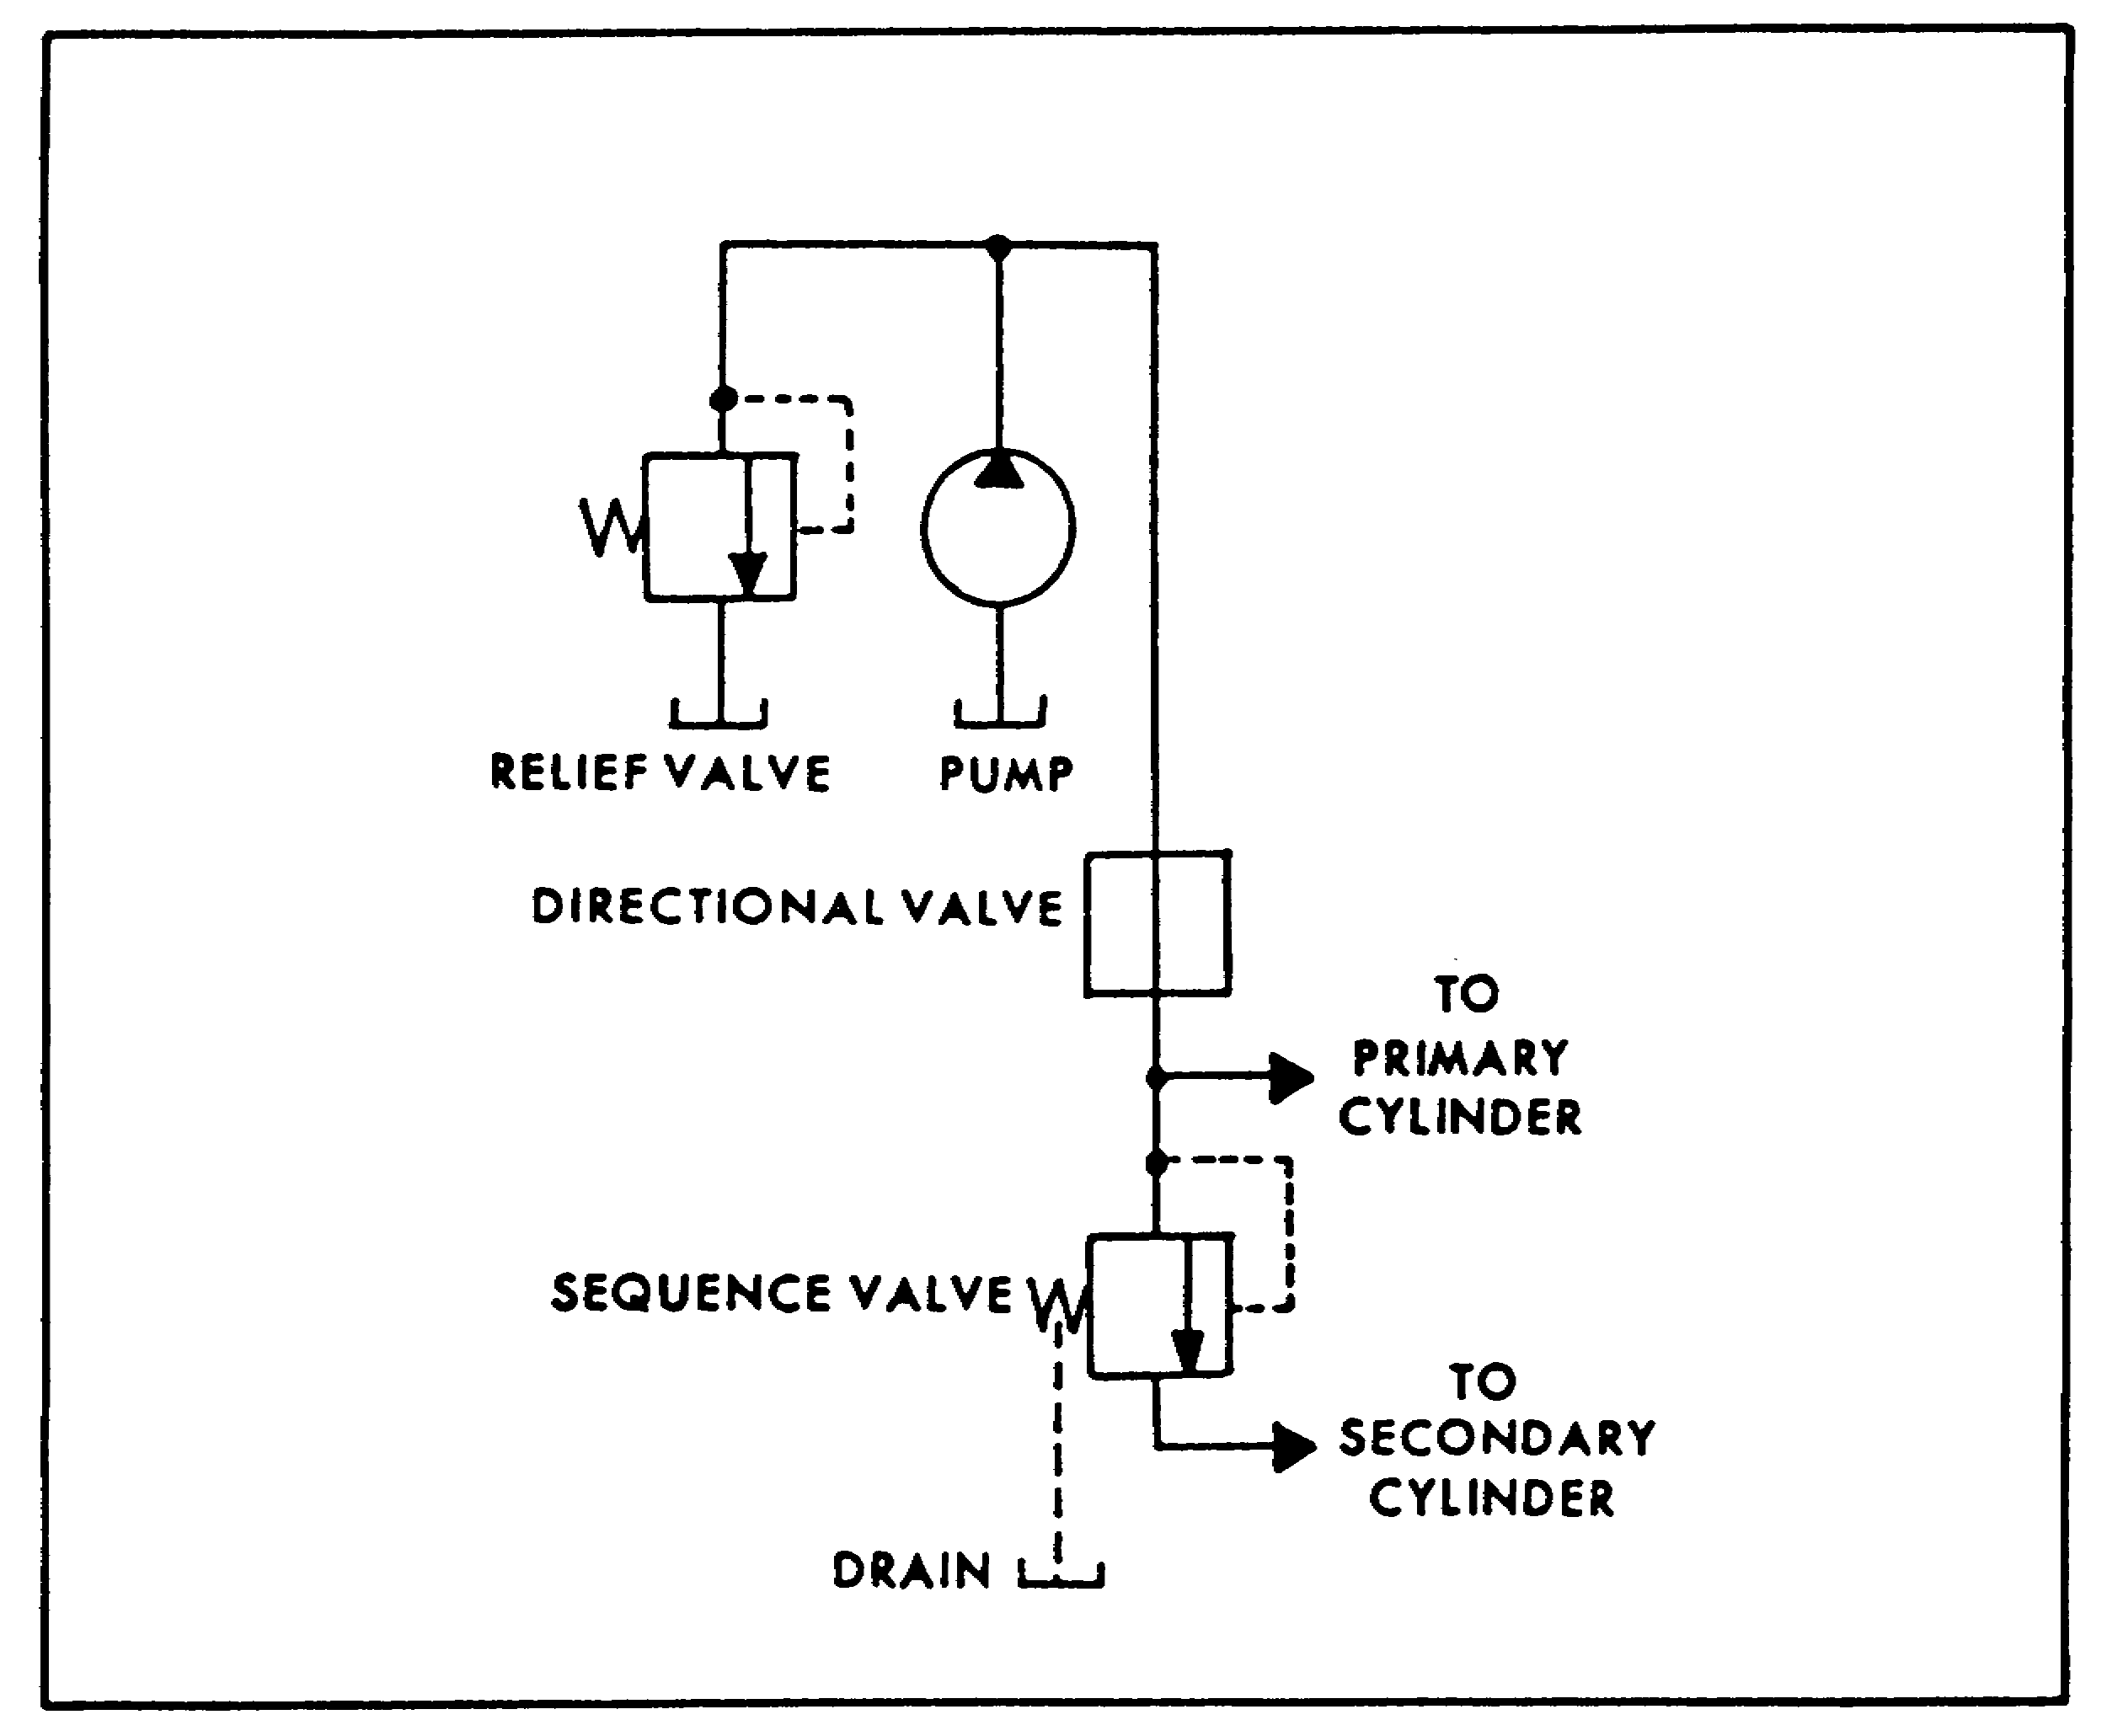 RELIEF VALVE
PUMP
DIRECTIONAL VALVE
TO
PRIMARY
CYLINDER
SEQUENCE VALVE
TO
SECONDARY
CYLINDER
DRAIN